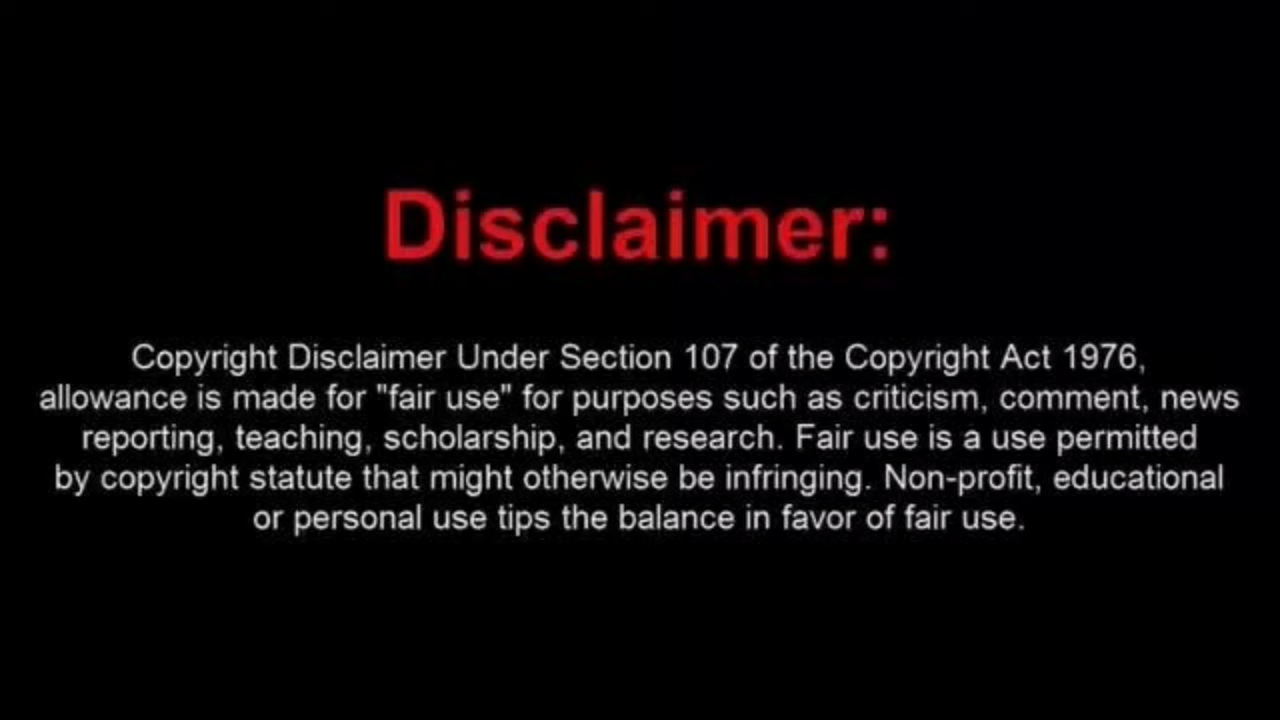 Disclaimer:
Copyright Disclaimer Under Section 107 of the Copyright Act 1976,
allowance is made for "fair use" for purposes such as criticism, comment, news
reporting, teaching, scholarship, and research. Fair use is a use permitted
by copyright statute that might otherwise be infringing. Non-profit, educational
or personal use tips the balance in favor of fair use.